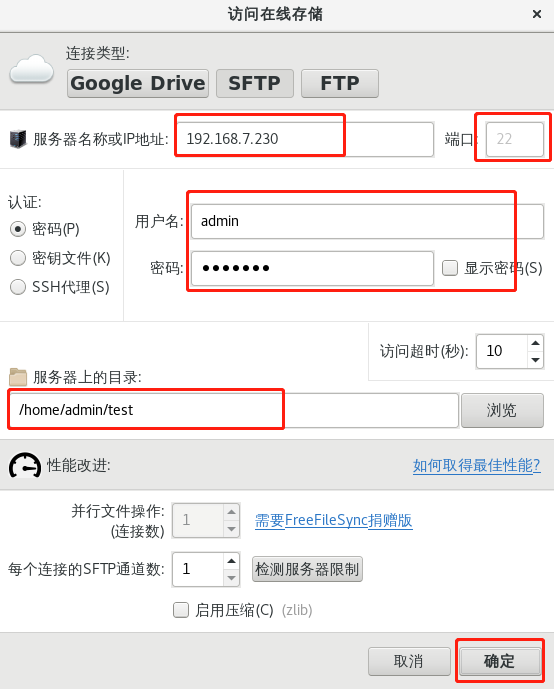 访问在线存储
连接类型:
Google Drive SFTP FTP
服务器名称或IP地址: 192.168.7.230 端口: 22
认证:
密码(P)
密钥文件(K)
SSH代理(S)
用户名: admin
密码: ●●●●●●● 显示密码(S)
访问超时(秒): 10
服务器上的目录:
/home/admin/test 浏览
性能改进: 如何取得最佳性能?
并行文件操作: 1 需要FreeFileSync捐赠版
(连接数)
每个连接的SFTP通道数: 1 检测服务器限制
启用压缩(C) (zlib)
取消 确定